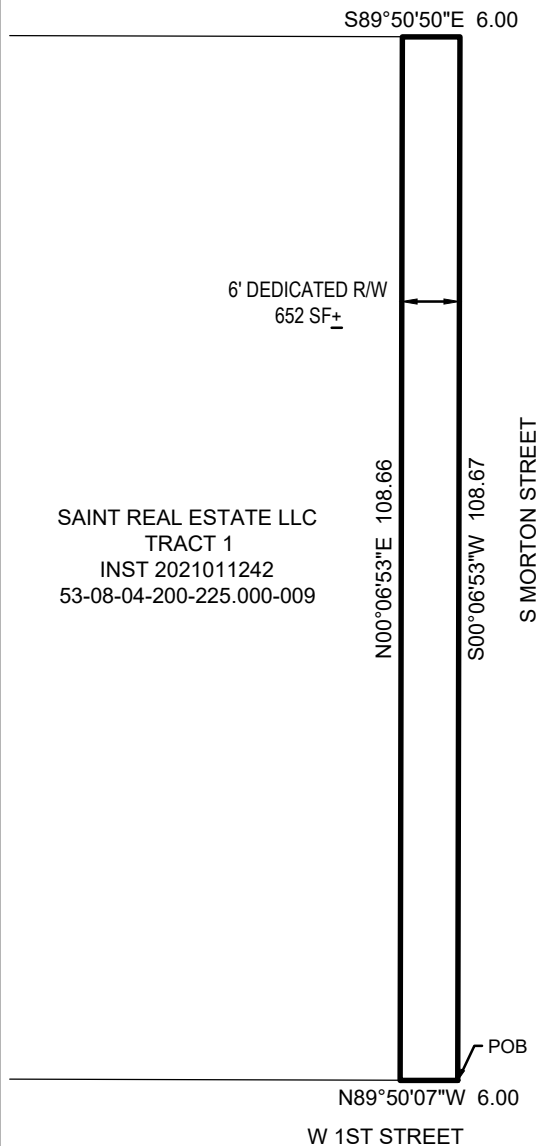 S89°50'50"E 6.00
6' DEDICATED R/W
652 SF±
N00°06'53"E 108.66
S00°06'53"W 108.67
S MORTON STREET
SAINT REAL ESTATE LLC
TRACT 1
INST 2021011242
53-08-04-200-225.000-009
POB
N89°50'07"W 6.00
W 1ST STREET